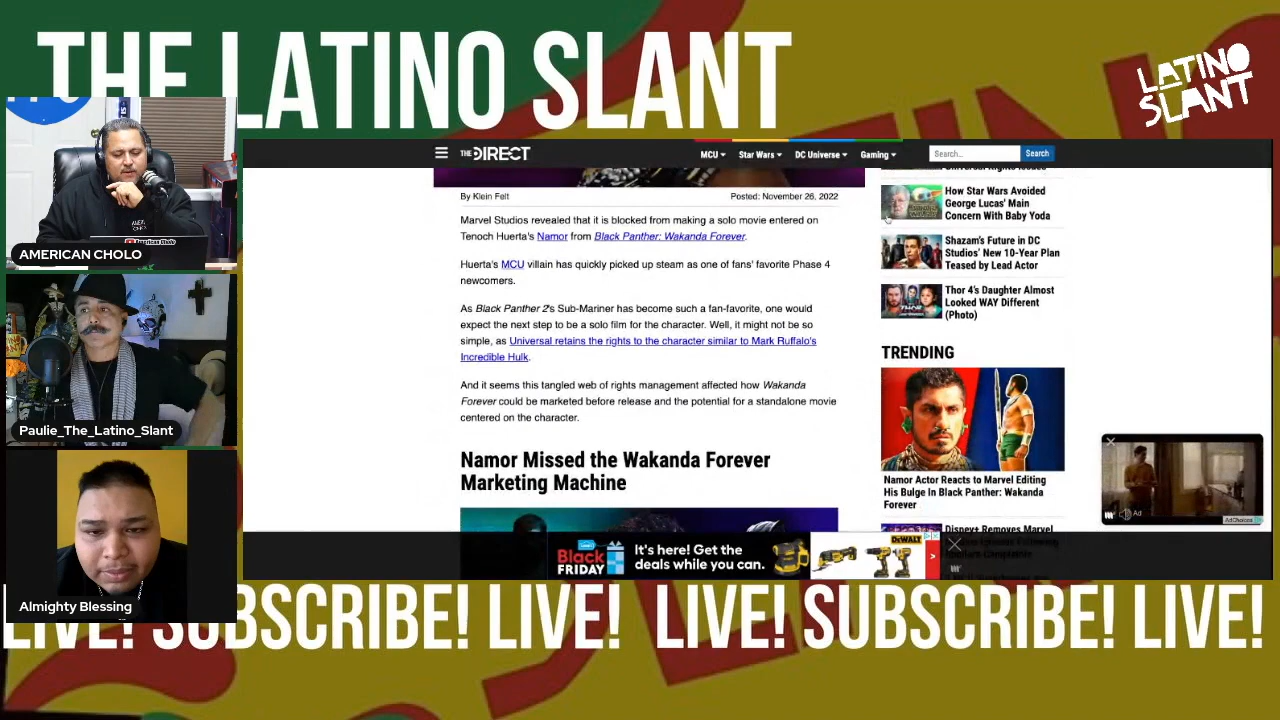 THE LATINO SLANT
LATINO
SLANT
AMERICAN CHOLO
Paulie_The_Latino_Slant
Almighty Blessing
THE DIRECT
MCU
Star Wars
DC Universe
Gaming
Search...
Search
By Klein Felt
Posted: November 26, 2022
Marvel Studios revealed that it is blocked from making a solo movie entered on
Tenoch Huerta's Namor from Black Panther: Wakanda Forever.
Huerta's MCU villain has quickly picked up steam as one of fans' favorite Phase 4
newcomers.
As Black Panther 2's Sub-Mariner has become such a fan-favorite, one would
expect the next step to be a solo film for the character. Well, it might not be so
simple, as Universal retains the rights to the character similar to Mark Ruffalo's
Incredible Hulk.
And it seems this tangled web of rights management affected how Wakanda
Forever could be marketed before release and the potential for a standalone movie
centered on the character.
Namor Missed the Wakanda Forever
Marketing Machine
How Star Wars Avoided
George Lucas' Main
Concern With Baby Yoda
Shazam's Future in DC
Studios' New 10-Year Plan
Teased by Lead Actor
Thor 4's Daughter Almost
Looked WAY Different
(Photo)
TRENDING
Namor Actor Reacts to Marvel Editing
His Bulge In Black Panther: Wakanda
Forever
Disney+ Removes Marvel
Ad
AdChoices
Black
FRIDAY
It's here! Get the
deals while you can.
DEWALT
LIVE! SUBSCRIBE! LIVE! LIVE! SUBSCRIBE! LIVE!